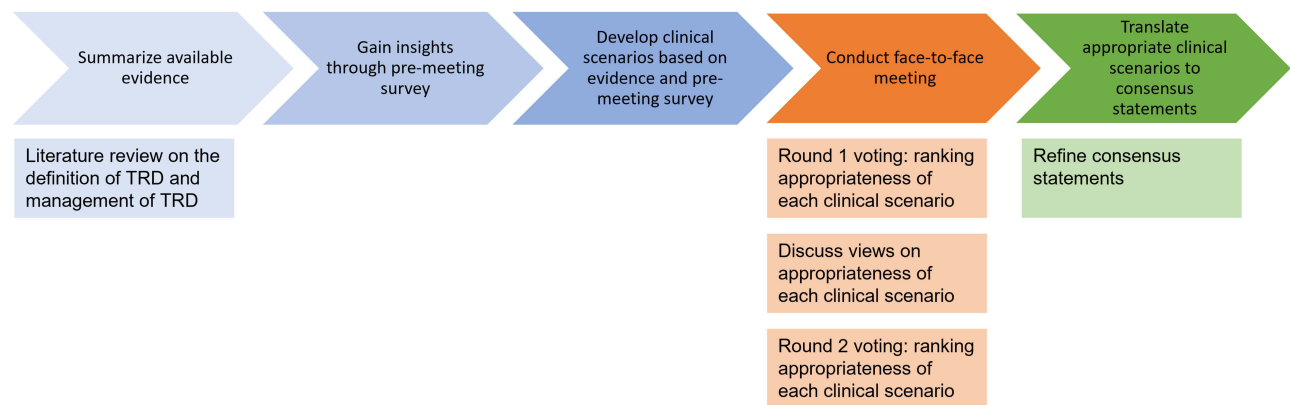 Summarize available
evidence
Gain insights
through pre-meeting
survey
Develop clinical
scenarios based on
evidence and pre-
meeting survey
Conduct face-to-face
meeting
Translate
appropriate clinical
scenarios to
consensus
statements
Literature review on the
definition of TRD and
management of TRD
Round 1 voting: ranking
appropriateness of
each clinical scenario
Discuss views on
appropriateness of
each clinical scenario
Round 2 voting: ranking
appropriateness of
each clinical scenario
Refine consensus
statements